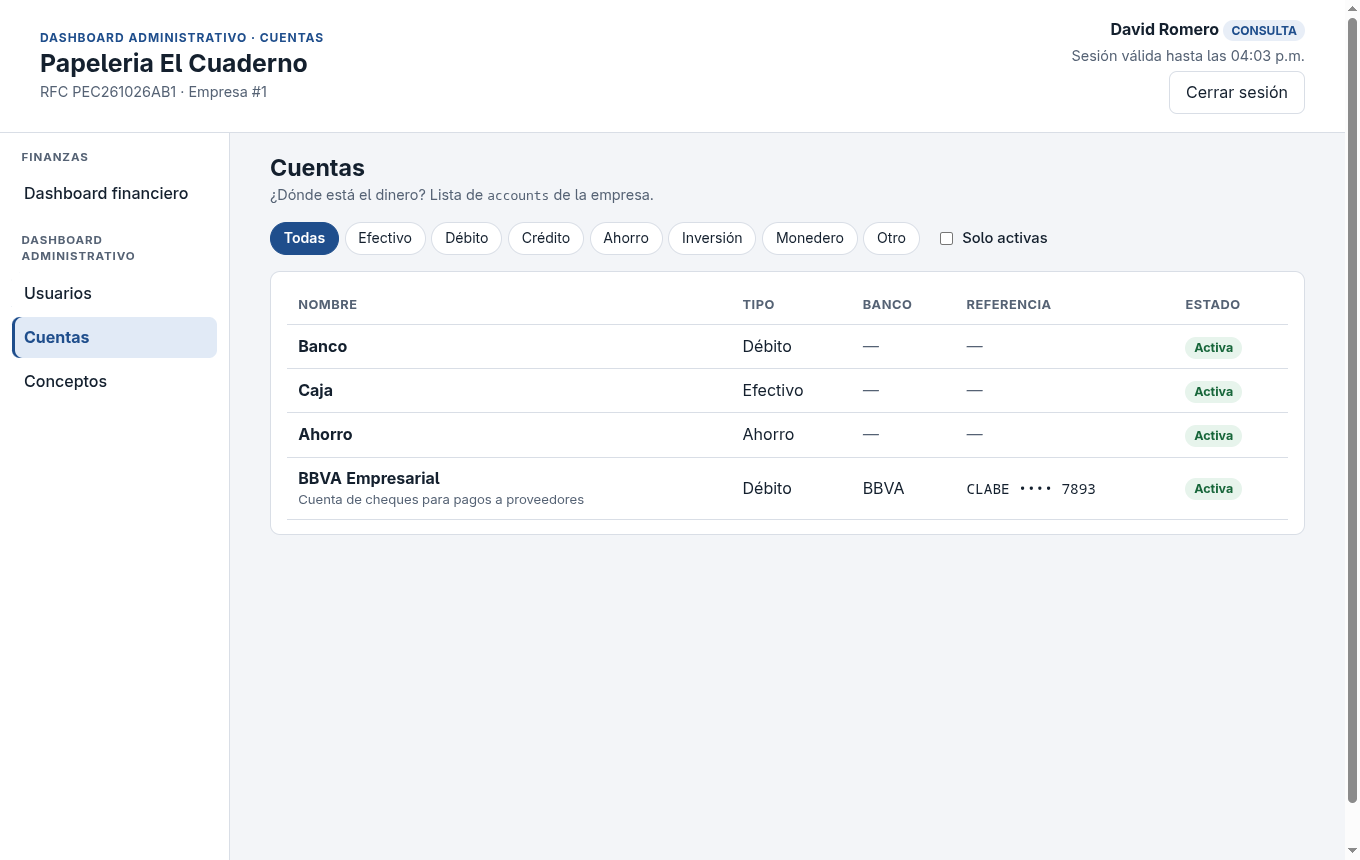 DASHBOARD ADMINISTRATIVO · CUENTAS
Papeleria El Cuaderno
RFC PEC261026AB1 · Empresa #1
David Romero CONSULTA
Sesión válida hasta las 04:03 p.m.
Cerrar sesión
FINANZAS
Dashboard financiero
DASHBOARD
ADMINISTRATIVO
Usuarios
Cuentas
Conceptos
Cuentas
¿Dónde está el dinero? Lista de accounts de la empresa.
Todas Efectivo Débito Crédito Ahorro Inversión Monedero Otro Solo activas
NOMBRE TIPO BANCO REFERENCIA ESTADO
Banco Débito — — Activa
Caja Efectivo — — Activa
Ahorro Ahorro — — Activa
BBVA Empresarial
Cuenta de cheques para pagos a proveedores
Débito BBVA CLABE •••• 7893 Activa